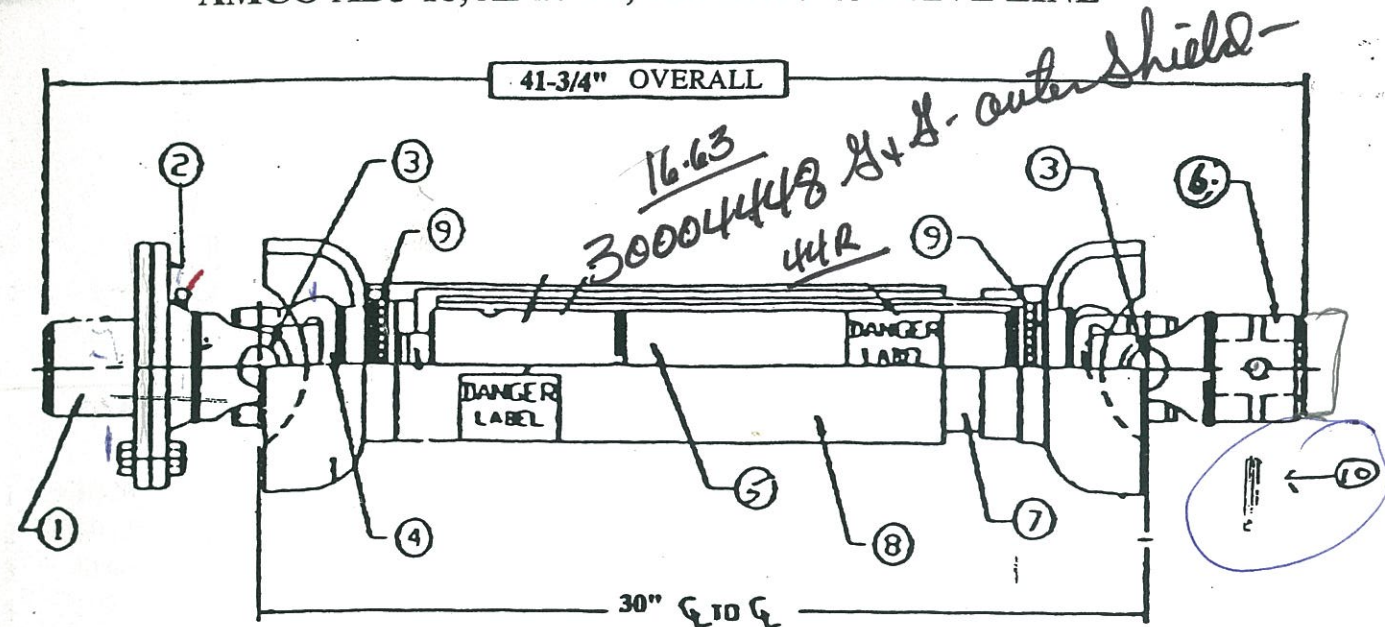 41-3/4" OVERALL
16.63
30004448 G+G- outer Shield-
44R
2
3
9
9
3
6.
DANGER
LABEL
DANGER
LABEL
10
1
4
5
8
7
30" ℄ TO ℄